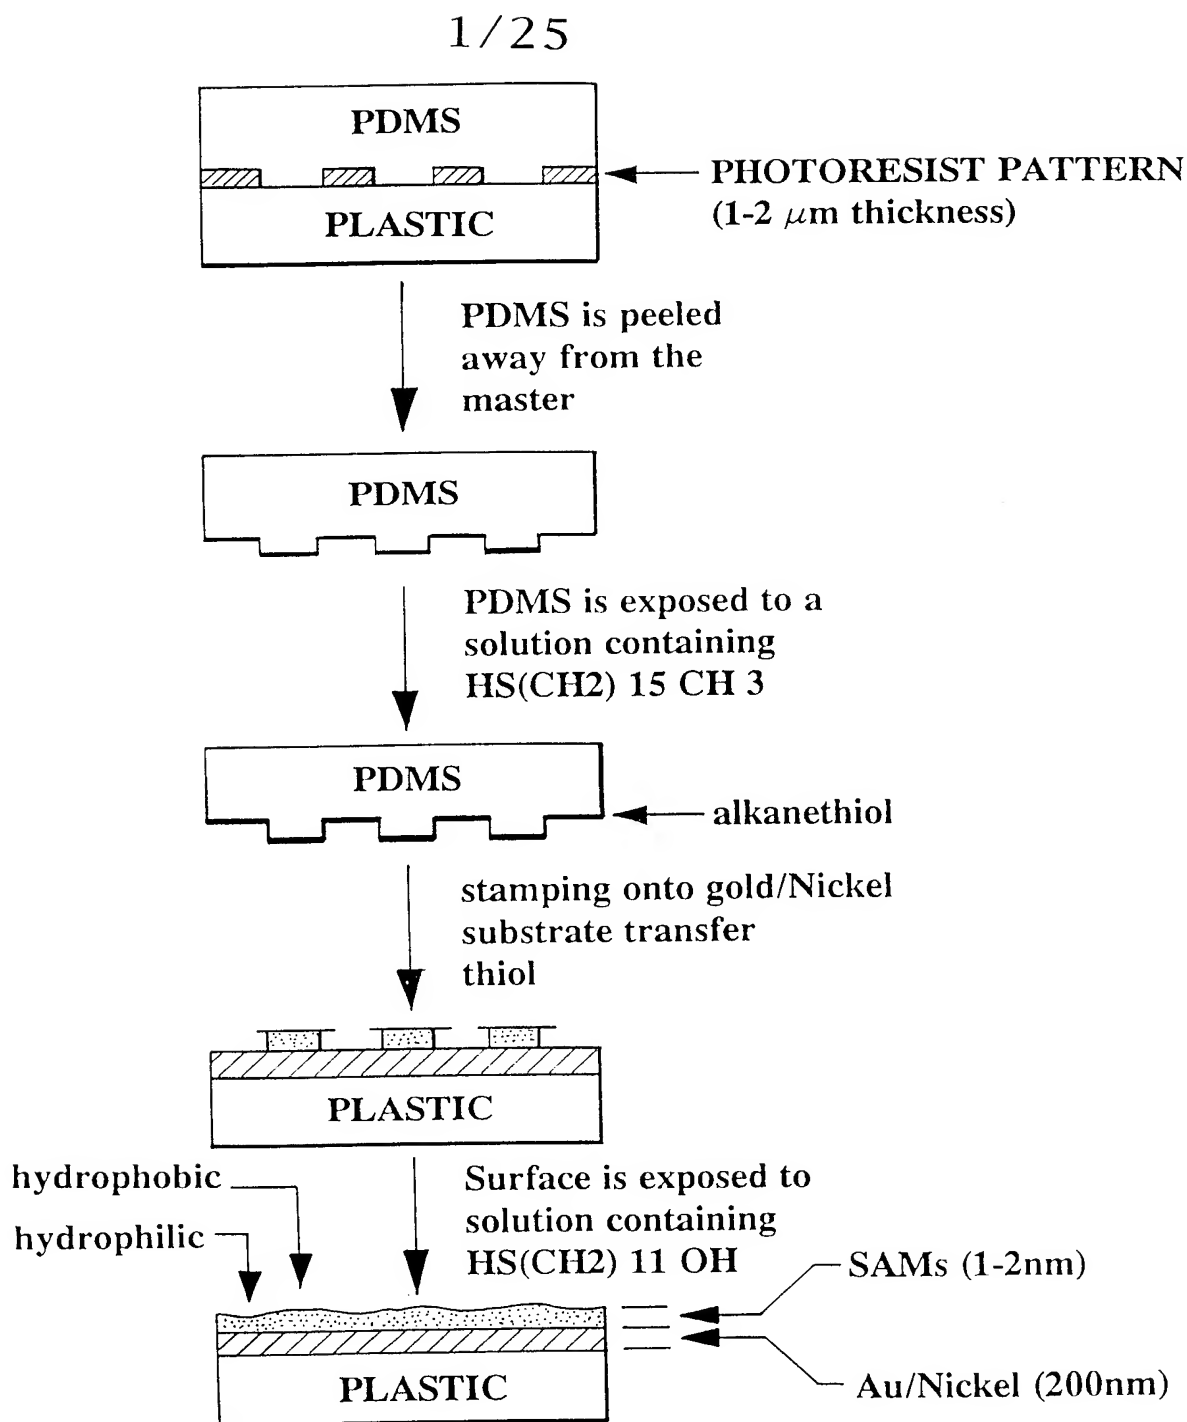 1/25
PDMS
PHOTORESIST PATTERN
(1-2 μm thickness)
PLASTIC
PDMS is peeled
away from the
master
PDMS
PDMS is exposed to a
solution containing
HS(CH2) 15 CH 3
PDMS
alkanethiol
stamping onto gold/Nickel
substrate transfer
thiol
PLASTIC
hydrophobic
hydrophilic
Surface is exposed to
solution containing
HS(CH2) 11 OH
SAMs (1-2nm)
Au/Nickel (200nm)
PLASTIC